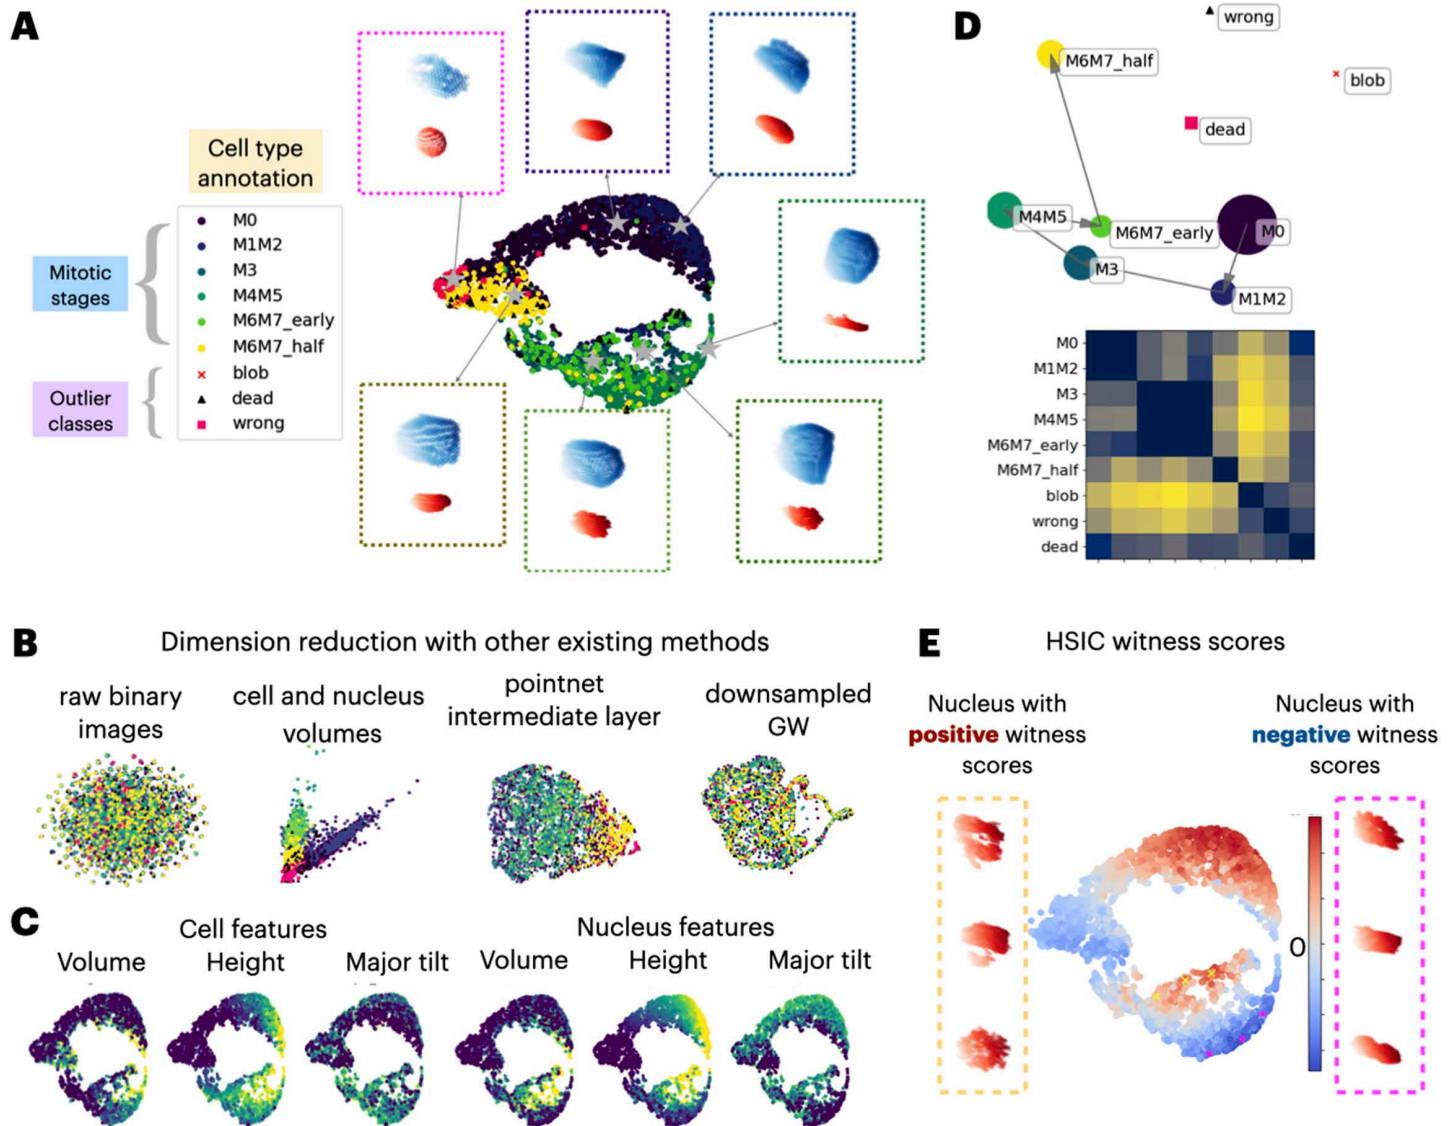 A
Cell type
annotation
Mitotic
stages
Outlier
classes
M0
M1M2
M3
M4M5
M6M7_early
M6M7_half
blob
dead
wrong
D
wrong
M6M7_half
blob
dead
M4M5
M6M7_early
M0
M3
M1M2
M0
M1M2
M3
M4M5
M6M7_early
M6M7_half
blob
wrong
dead
B
Dimension reduction with other existing methods
raw binary
images
cell and nucleus
volumes
pointnet
intermediate layer
downsampled
GW
C
Cell features
Nucleus features
Volume
Height
Major tilt
Volume
Height
Major tilt
E
HSIC witness scores
Nucleus with
positive witness
scores
Nucleus with
negative witness
scores
0